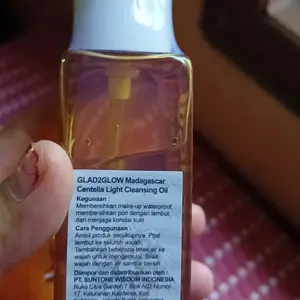 GLAD2GLOW Madagascar
Centella Light Cleansing Oil
Kegunaan :
Membersihkan make-up waterproof,
membersihkan pori dengan lembut,
dan menjaga kondisi kulit
Cara Penggunaan :
Ambil produk secukupnya. Pijat
lembut ke seluruh wajah.
Tambahkan beberapa tetes air ke
wajah untuk mengemulsi. Bilas
wajah dengan air sampai bersih
Diimpor dan didistribusikan oleh :
PT. SUNTONE WISDOM INDONESIA
Ruko Citra Garden 7 Blok A02 Nomor
17, Kelurahan Kalideres, Kec.